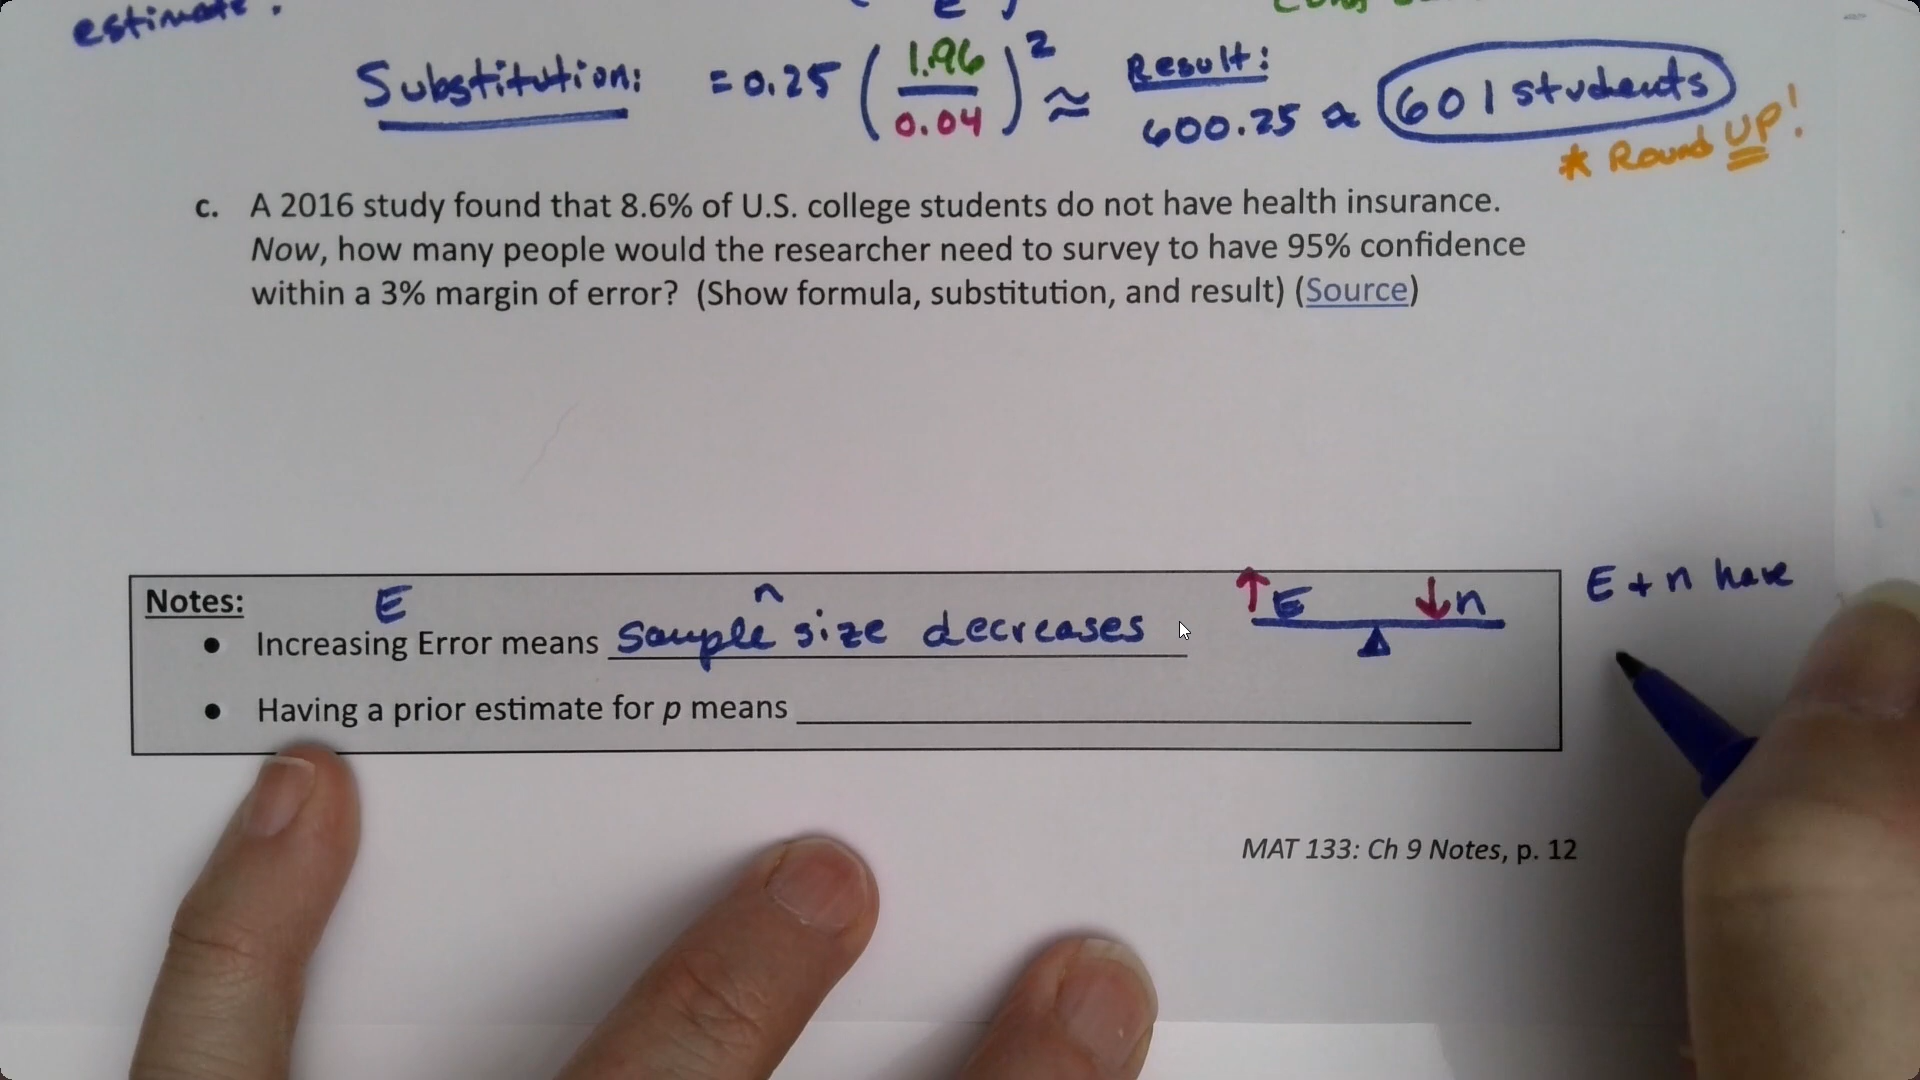 estimate.
Substitution: = 0.25 (1.96/0.04)² ≈ Result: 600.25 ≈ 601 students
* Round UP!
c. A 2016 study found that 8.6% of U.S. college students do not have health insurance.
Now, how many people would the researcher need to survey to have 95% confidence
within a 3% margin of error? (Show formula, substitution, and result) (Source)
Notes:
E n ↑E ↓n E + n have
• Increasing Error means sample size decreases
• Having a prior estimate for p means
MAT 133: Ch 9 Notes, p. 12